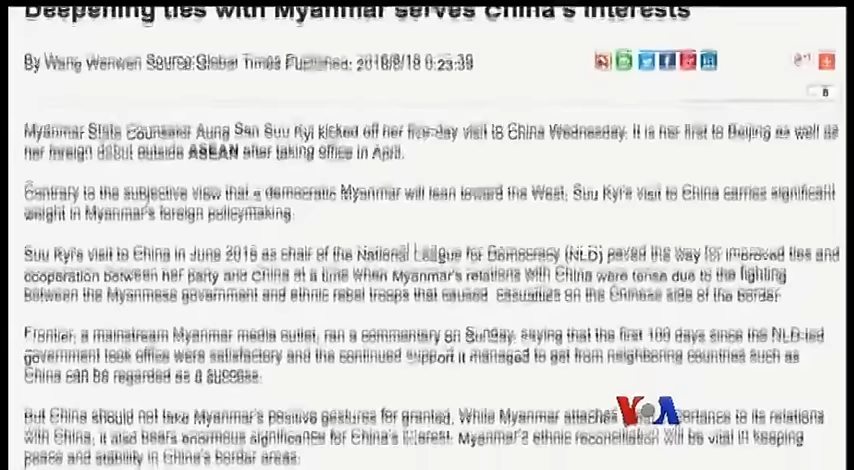 Deepening ties with Myanmar serves China's interests
By Wang Wenwen Source:Global Times Published: 2016/8/18 0:23:39
8
Myanmar State Counselor Aung San Suu Kyi kicked off her five-day visit to China Wednesday. It is her first to Beijing as well as
her foreign debut outside ASEAN after taking office in April.
Contrary to the subjective view that a democratic Myanmar will lean toward the West, Suu Kyi's visit to China carries significant
weight in Myanmar's foreign policymaking.
Suu Kyi's visit to China in June 2015 as chair of the National League for Democracy (NLD) paved the way for improved ties and
cooperation between her party and China at a time when Myanmar's relations with China were tense due to the fighting
between the Myanmese government and ethnic rebel troops that caused casualties on the Chinese side of the border.
Frontier, a mainstream Myanmar media outlet, ran a commentary on Sunday, saying that the first 100 days since the NLD-led
government took office were satisfactory and the continued support it managed to get from neighboring countries such as
China can be regarded as a success.
But China should not take Myanmar's positive gestures for granted. While Myanmar attaches VOA to its relations
with China, it also bears enormous significance for China's interest. Myanmar's ethnic reconciliation will be vital in keeping
peace and stability in China's border areas.